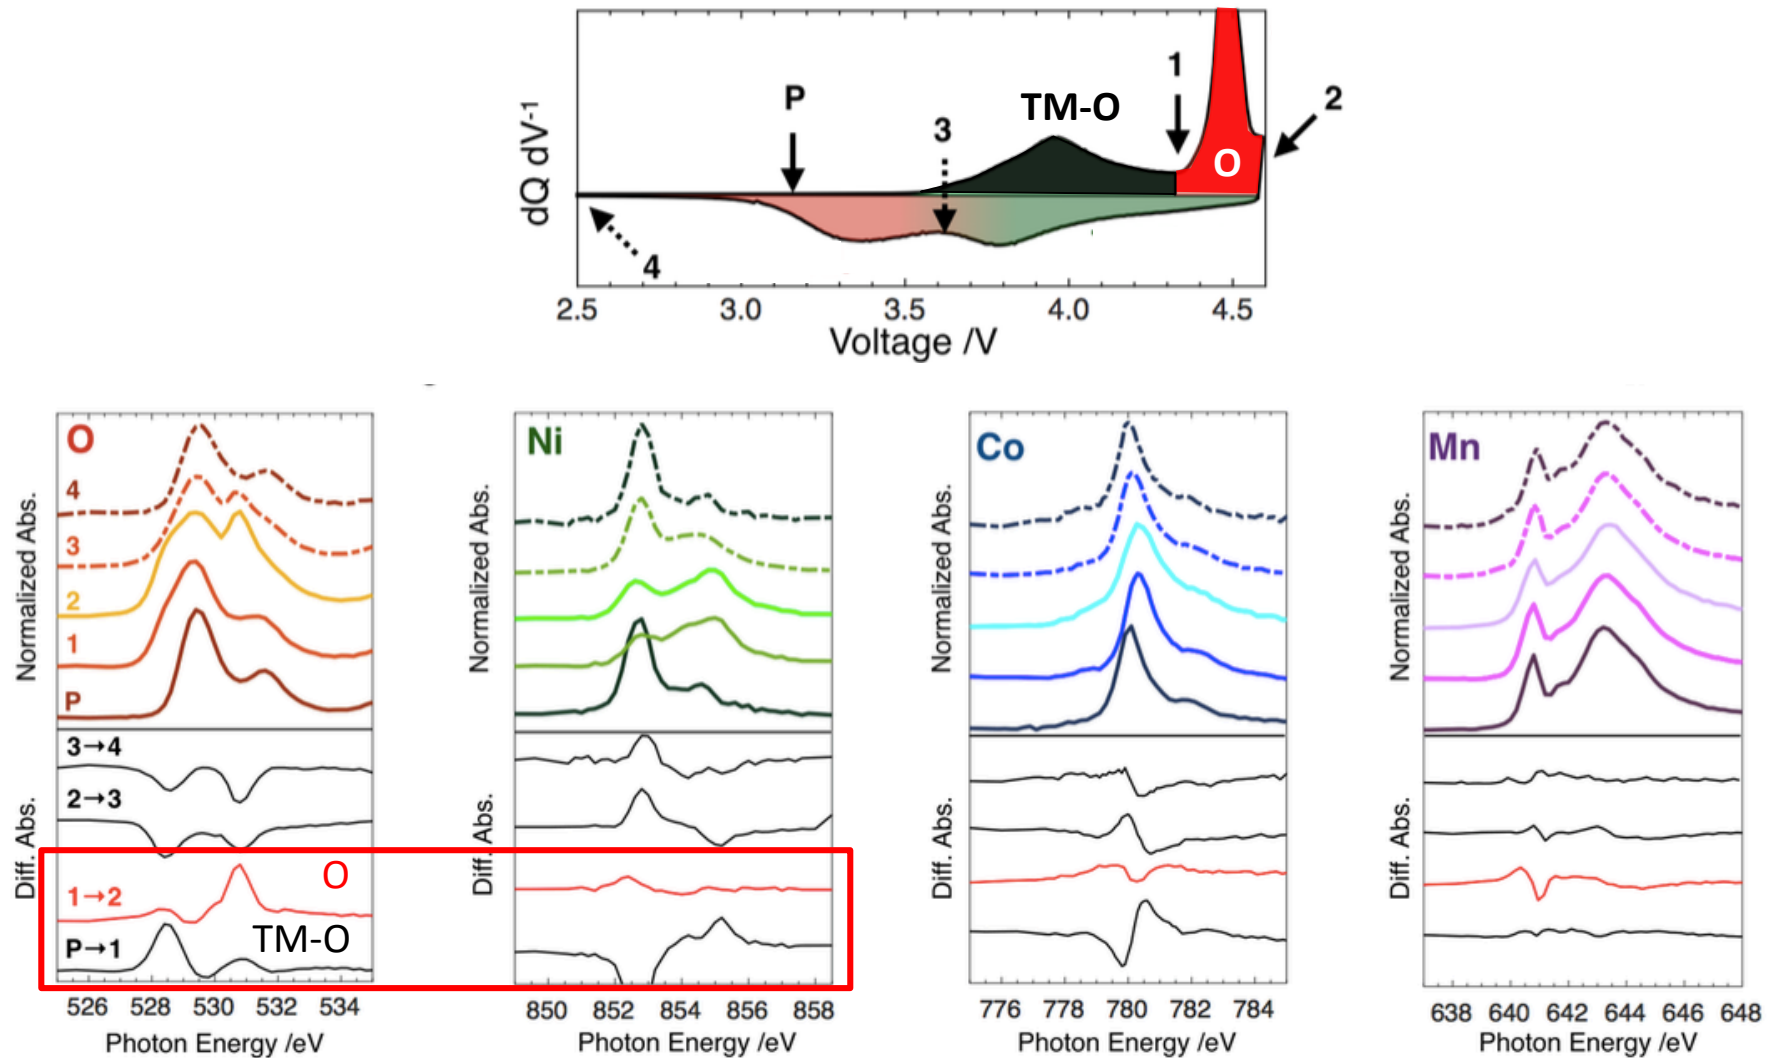 P
3
TM-O
1
2
O
4
dQ dV-1
2.5 3.0 3.5 4.0 4.5
Voltage /V
O
4
3
2
1
P
Normalized Abs.
3→4
2→3
1→2
O
P→1
TM-O
Diff. Abs.
526 528 530 532 534
Photon Energy /eV
Ni
Normalized Abs.
Diff. Abs.
850 852 854 856 858
Photon Energy /eV
Co
Normalized Abs.
Diff. Abs.
776 778 780 782 784
Photon Energy /eV
Mn
Normalized Abs.
Diff. Abs.
638 640 642 644 646 648
Photon Energy /eV